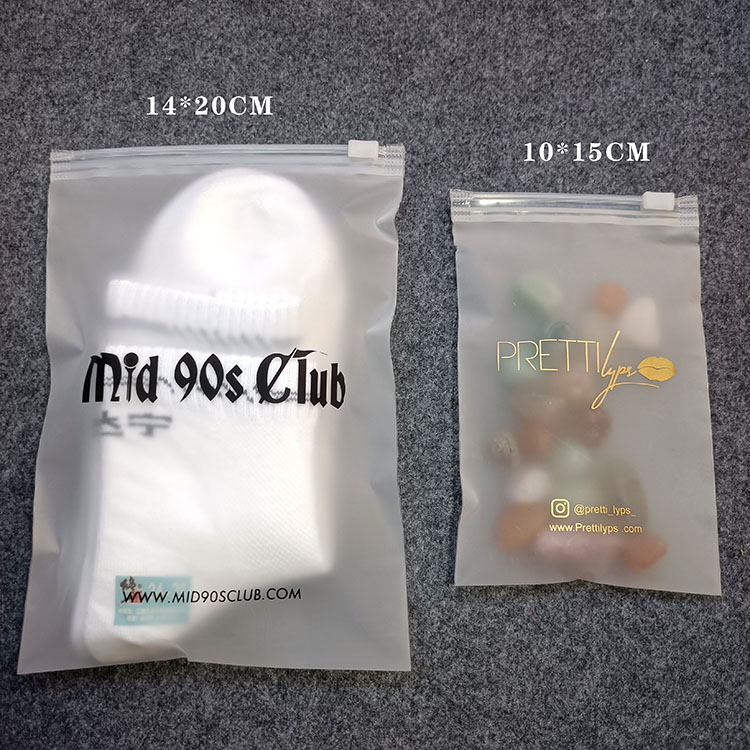 14*20CM
10*15CM
Mid 90s Club
WWW.MID90SCLUB.COM
PRETTI lyps
@pretti_lyps_
www.Prettilyps.com